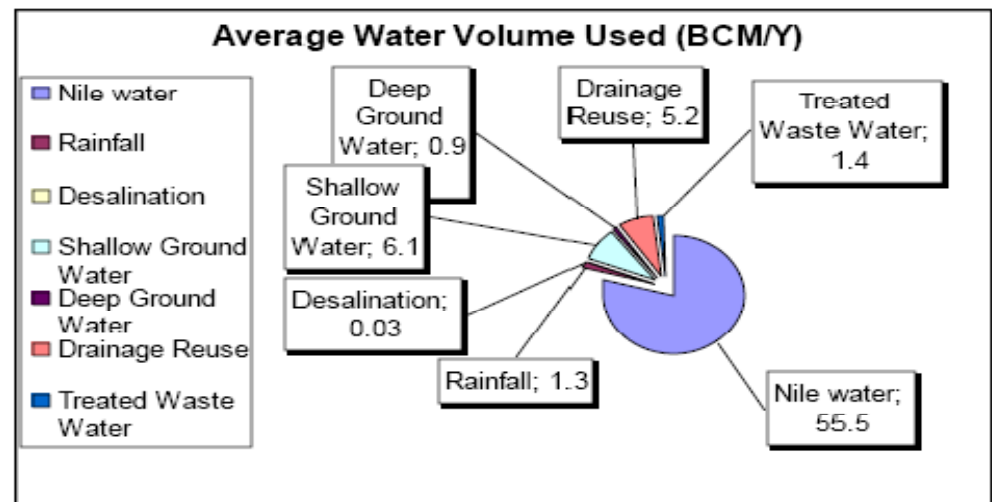 Average Water Volume Used (BCM/Y)
Nile water
Rainfall
Desalination
Shallow Ground
Water
Deep Ground
Water
Drainage Reuse
Treated Waste
Water
Deep
Ground
Water; 0.9
Drainage
Reuse; 5.2
Treated
Waste Water;
1.4
Shallow
Ground
Water; 6.1
Desalination;
0.03
Rainfall; 1.3
Nile water;
55.5